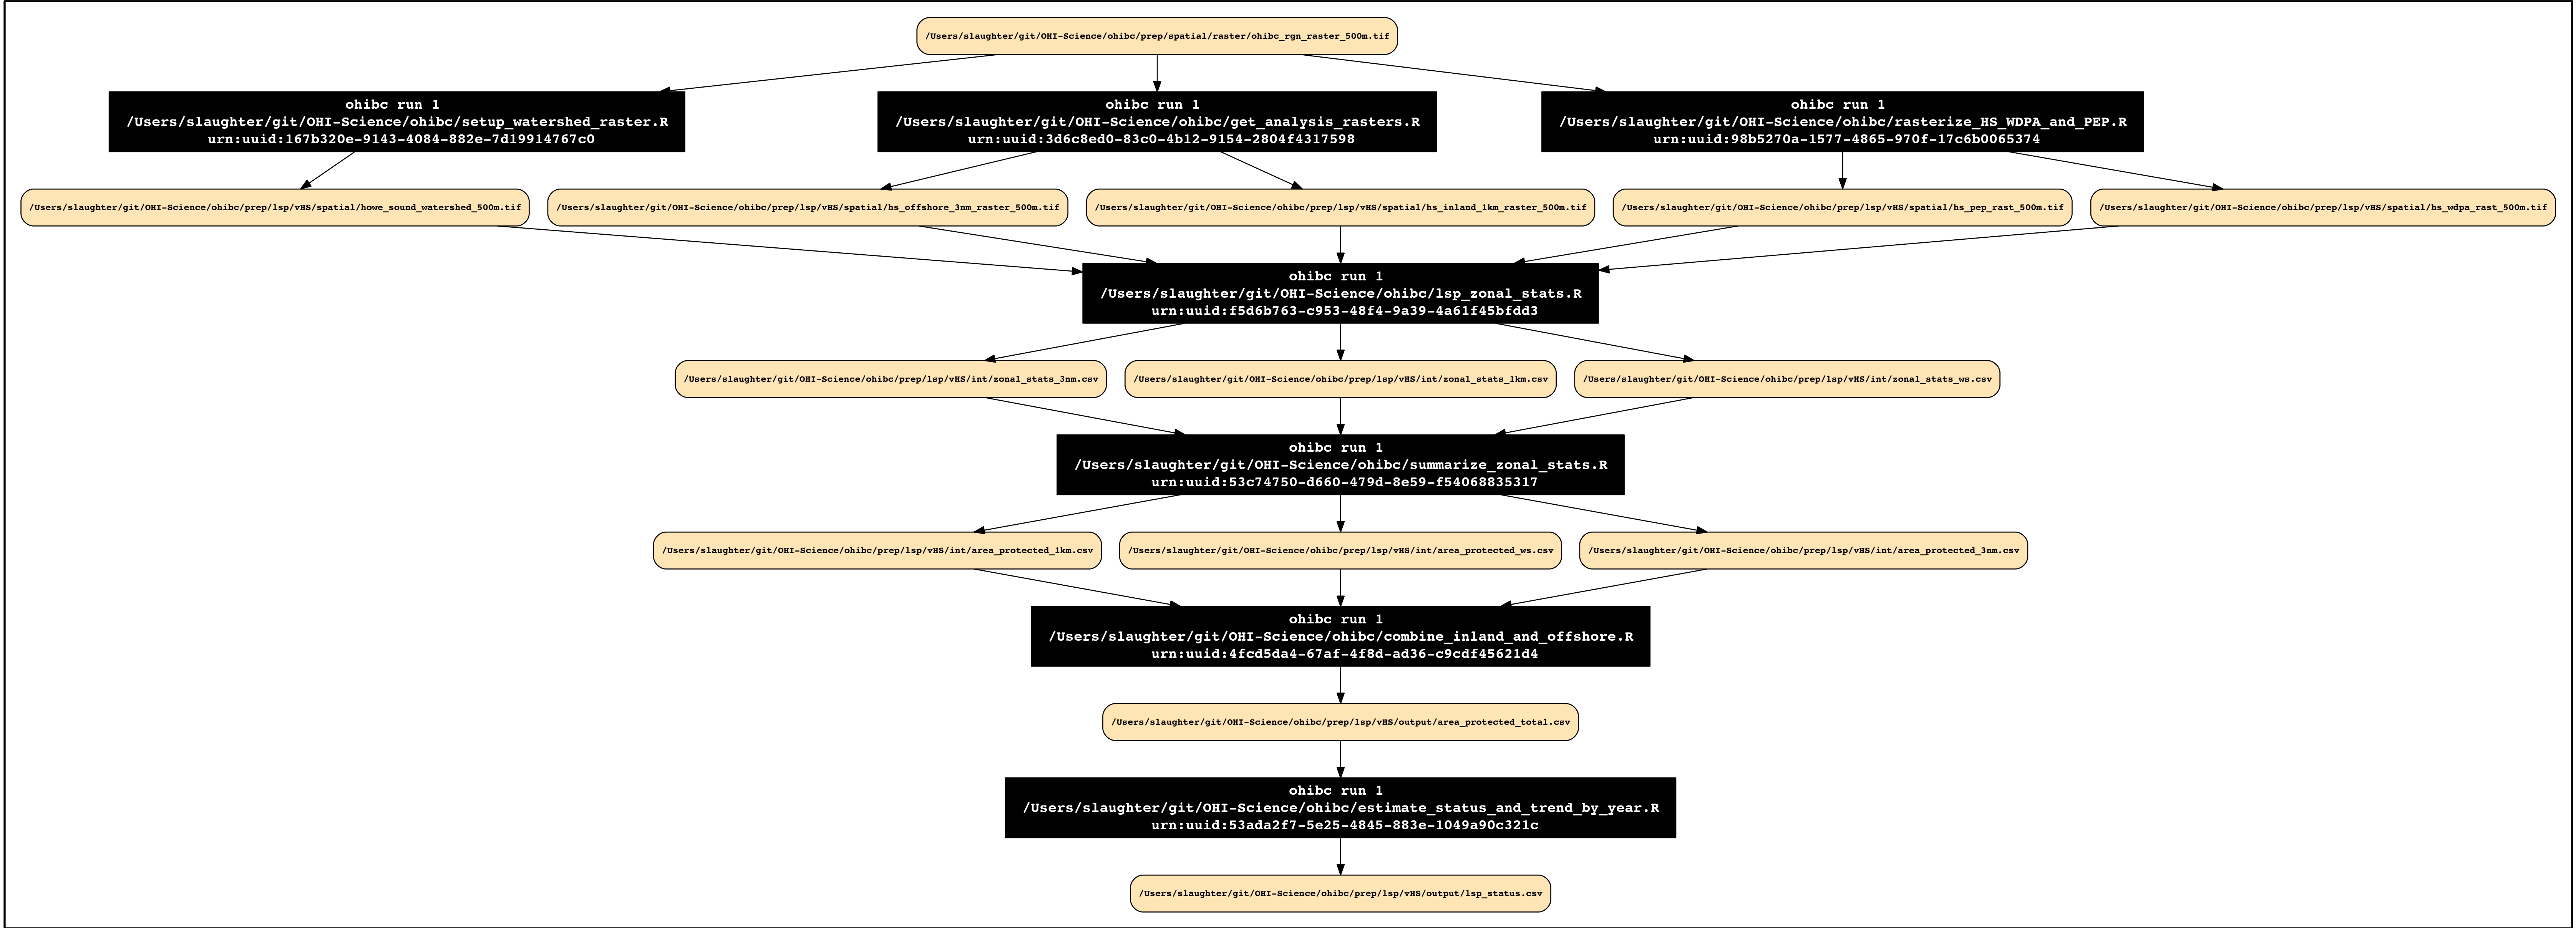 /Users/slaughter/git/OHI-Science/ohibc/prep/spatial/raster/ohibc_rgn_raster_500m.tif
ohibc run 1
/Users/slaughter/git/OHI-Science/ohibc/setup_watershed_raster.R
urn:uuid:167b320e-9143-4084-882e-7d19914767c0
ohibc run 1
/Users/slaughter/git/OHI-Science/ohibc/get_analysis_rasters.R
urn:uuid:3d6c8ed0-83c0-4b12-9154-2804f4317598
ohibc run 1
/Users/slaughter/git/OHI-Science/ohibc/rasterize_HS_WDPA_and_PEP.R
urn:uuid:98b5270a-1577-4865-970f-17c6b0065374
/Users/slaughter/git/OHI-Science/ohibc/prep/lsp/vHS/spatial/howe_sound_watershed_500m.tif
/Users/slaughter/git/OHI-Science/ohibc/prep/lsp/vHS/spatial/hs_offshore_3nm_raster_500m.tif
/Users/slaughter/git/OHI-Science/ohibc/prep/lsp/vHS/spatial/hs_inland_1km_raster_500m.tif
/Users/slaughter/git/OHI-Science/ohibc/prep/lsp/vHS/spatial/hs_pep_rast_500m.tif
/Users/slaughter/git/OHI-Science/ohibc/prep/lsp/vHS/spatial/hs_wdpa_rast_500m.tif
ohibc run 1
/Users/slaughter/git/OHI-Science/ohibc/lsp_zonal_stats.R
urn:uuid:f5d6b763-c953-48f4-9a39-4a61f45bfdd3
/Users/slaughter/git/OHI-Science/ohibc/prep/lsp/vHS/int/zonal_stats_3nm.csv
/Users/slaughter/git/OHI-Science/ohibc/prep/lsp/vHS/int/zonal_stats_1km.csv
/Users/slaughter/git/OHI-Science/ohibc/prep/lsp/vHS/int/zonal_stats_ws.csv
ohibc run 1
/Users/slaughter/git/OHI-Science/ohibc/summarize_zonal_stats.R
urn:uuid:53c74750-d660-479d-8e59-f54068835317
/Users/slaughter/git/OHI-Science/ohibc/prep/lsp/vHS/int/area_protected_1km.csv
/Users/slaughter/git/OHI-Science/ohibc/prep/lsp/vHS/int/area_protected_ws.csv
/Users/slaughter/git/OHI-Science/ohibc/prep/lsp/vHS/int/area_protected_3nm.csv
ohibc run 1
/Users/slaughter/git/OHI-Science/ohibc/combine_inland_and_offshore.R
urn:uuid:4fcd5da4-67af-4f8d-ad36-c9cdf45621d4
/Users/slaughter/git/OHI-Science/ohibc/prep/lsp/vHS/output/area_protected_total.csv
ohibc run 1
/Users/slaughter/git/OHI-Science/ohibc/estimate_status_and_trend_by_year.R
urn:uuid:53ada2f7-5e25-4845-883e-1049a90c321c
/Users/slaughter/git/OHI-Science/ohibc/prep/lsp/vHS/output/lsp_status.csv